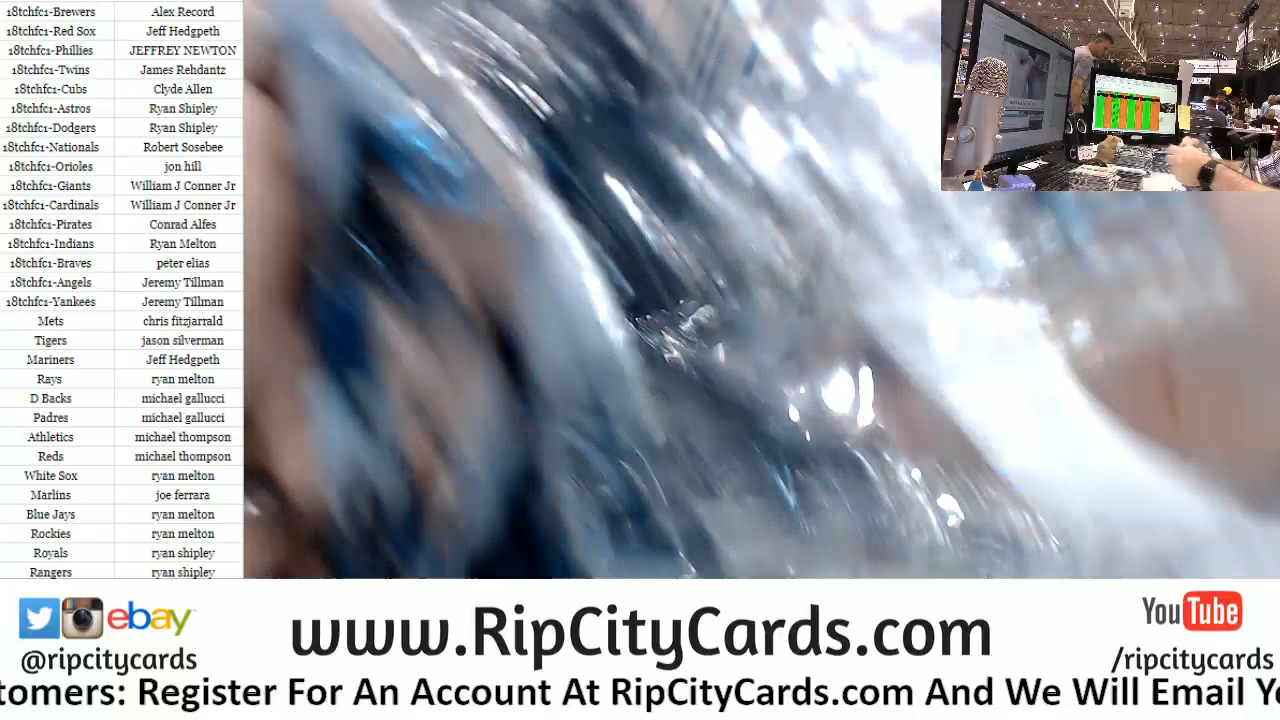 18tchfc1-Brewers Alex Record
18tchfc1-Red Sox Jeff Hedgpeth
18tchfc1-Phillies JEFFREY NEWTON
18tchfc1-Twins James Rehdantz
18tchfc1-Cubs Clyde Allen
18tchfc1-Astros Ryan Shipley
18tchfc1-Dodgers Ryan Shipley
18tchfc1-Nationals Robert Sosebee
18tchfc1-Orioles jon hill
18tchfc1-Giants William J Conner Jr
18tchfc1-Cardinals William J Conner Jr
18tchfc1-Pirates Conrad Alfes
18tchfc1-Indians Ryan Melton
18tchfc1-Braves peter elias
18tchfc1-Angels Jeremy Tillman
18tchfc1-Yankees Jeremy Tillman
Mets chris fitzjarrald
Tigers jason silverman
Mariners Jeff Hedgpeth
Rays ryan melton
D Backs michael gallucci
Padres michael gallucci
Athletics michael thompson
Reds michael thompson
White Sox ryan melton
Marlins joe ferrara
Blue Jays ryan melton
Rockies ryan melton
Royals ryan shipley
Rangers ryan shipley
ebay
@ripcitycards
www.RipCityCards.com
YouTube
/ripcitycards
tomers: Register For An Account At RipCityCards.com And We Will Email Yo